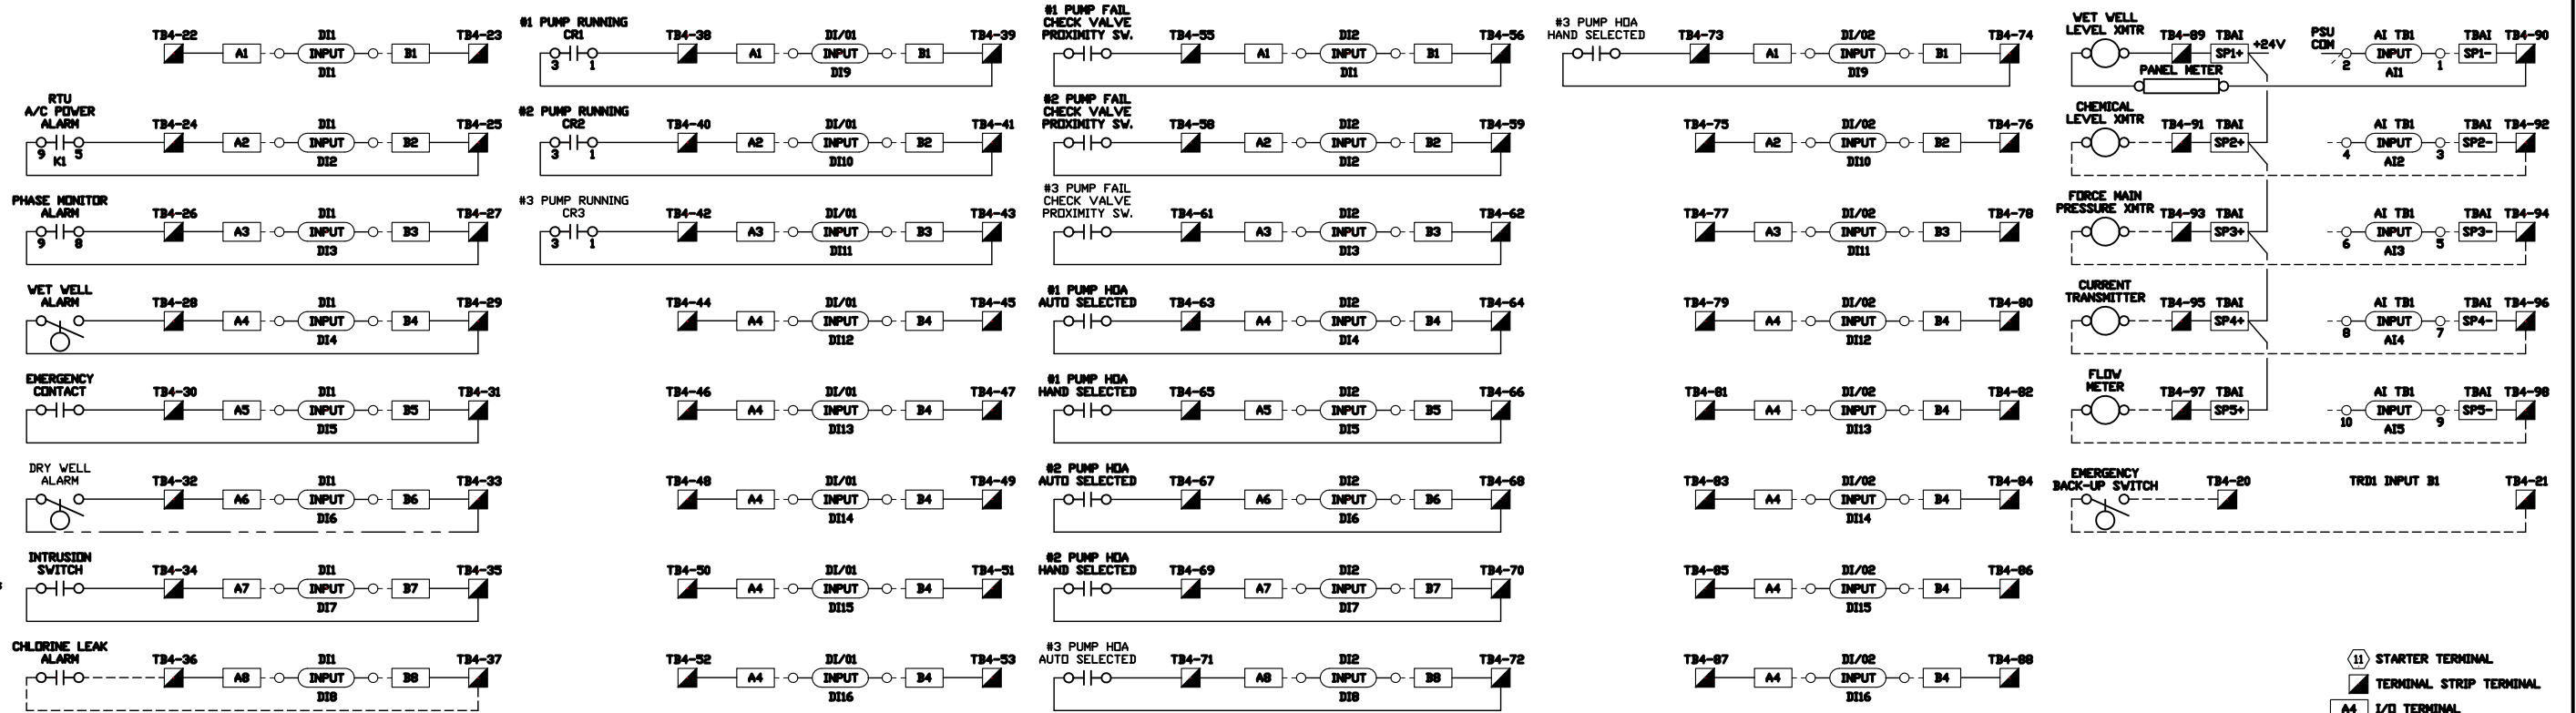 TB4-22 A1 DI1 INPUT DI1 B1 TB4-23
RTU
A/C POWER
ALARM
9 5
K1
TB4-24 A2 DI1 INPUT DI2 B2 TB4-25
PHASE MONITOR
ALARM
9 8
TB4-26 A3 DI1 INPUT DI3 B3 TB4-27
WET WELL
ALARM
TB4-28 A4 DI1 INPUT DI4 B4 TB4-29
EMERGENCY
CONTACT
TB4-30 A5 DI1 INPUT DI5 B5 TB4-31
DRY WELL
ALARM
TB4-32 A6 DI1 INPUT DI6 B6 TB4-33
INTRUSION
SWITCH
TB4-34 A7 DI1 INPUT DI7 B7 TB4-35
CHLORINE LEAK
ALARM
TB4-36 A8 DI1 INPUT DI8 B8 TB4-37
#1 PUMP RUNNING
CR1
3 1
TB4-38 A1 DI/01 INPUT DI9 B1 TB4-39
#2 PUMP RUNNING
CR2
3 1
TB4-40 A2 DI/01 INPUT DI10 B2 TB4-41
#3 PUMP RUNNING
CR3
3 1
TB4-42 A3 DI/01 INPUT DI11 B3 TB4-43
TB4-44 A4 DI/01 INPUT DI12 B4 TB4-45
TB4-46 A4 DI/01 INPUT DI13 B4 TB4-47
TB4-48 A4 DI/01 INPUT DI14 B4 TB4-49
TB4-50 A4 DI/01 INPUT DI15 B4 TB4-51
TB4-52 A4 DI/01 INPUT DI16 B4 TB4-53
#1 PUMP FAIL
CHECK VALVE
PROXIMITY SW.
TB4-55 A1 DI2 INPUT DI1 B1 TB4-56
#2 PUMP FAIL
CHECK VALVE
PROXIMITY SW.
TB4-58 A2 DI2 INPUT DI2 B2 TB4-59
#3 PUMP FAIL
CHECK VALVE
PROXIMITY SW.
TB4-61 A3 DI2 INPUT DI3 B3 TB4-62
#1 PUMP HOA
AUTO SELECTED
TB4-63 A4 DI2 INPUT DI4 B4 TB4-64
#1 PUMP HOA
HAND SELECTED
TB4-65 A5 DI2 INPUT DI5 B5 TB4-66
#2 PUMP HOA
AUTO SELECTED
TB4-67 A6 DI2 INPUT DI6 B6 TB4-68
#2 PUMP HOA
HAND SELECTED
TB4-69 A7 DI2 INPUT DI7 B7 TB4-70
#3 PUMP HOA
AUTO SELECTED
TB4-71 A8 DI2 INPUT DI8 B8 TB4-72
#3 PUMP HOA
HAND SELECTED
TB4-73 A1 DI/02 INPUT DI9 B1 TB4-74
TB4-75 A2 DI/02 INPUT DI10 B2 TB4-76
TB4-77 A3 DI/02 INPUT DI11 B3 TB4-78
TB4-79 A4 DI/02 INPUT DI12 B4 TB4-80
TB4-81 A4 DI/02 INPUT DI13 B4 TB4-82
TB4-83 A4 DI/02 INPUT DI14 B4 TB4-84
TB4-85 A4 DI/02 INPUT DI15 B4 TB4-86
TB4-87 A4 DI/02 INPUT DI16 B4 TB4-88
WET WELL
LEVEL XMTR
TB4-89 TBAI SP1+ +24V
PSU
COM
2 AI TB1 INPUT AI1 1 TBAI SP1- TB4-90
PANEL METER
CHEMICAL
LEVEL XMTR
TB4-91 TBAI SP2+ 4 AI TB1 INPUT AI2 3 TBAI SP2- TB4-92
FORCE MAIN
PRESSURE XMTR
TB4-93 TBAI SP3+ 6 AI TB1 INPUT AI3 5 TBAI SP3- TB4-94
CURRENT
TRANSMITTER
TB4-95 TBAI SP4+ 8 AI TB1 INPUT AI4 7 TBAI SP4- TB4-96
FLOW
METER
TB4-97 TBAI SP5+ 10 AI TB1 INPUT AI5 9 TBAI SP5- TB4-98
EMERGENCY
BACK-UP SWITCH
TB4-20 TRD1 INPUT B1 TB4-21
11 STARTER TERMINAL
TERMINAL STRIP TERMINAL
A4 I/O TERMINAL